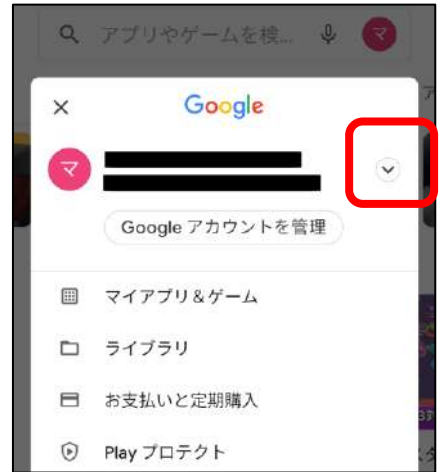 アプリやゲームを検...
マ
Google
マ
Google アカウントを管理
マイアプリ＆ゲーム
ライブラリ
お支払いと定期購入
Play プロテクト